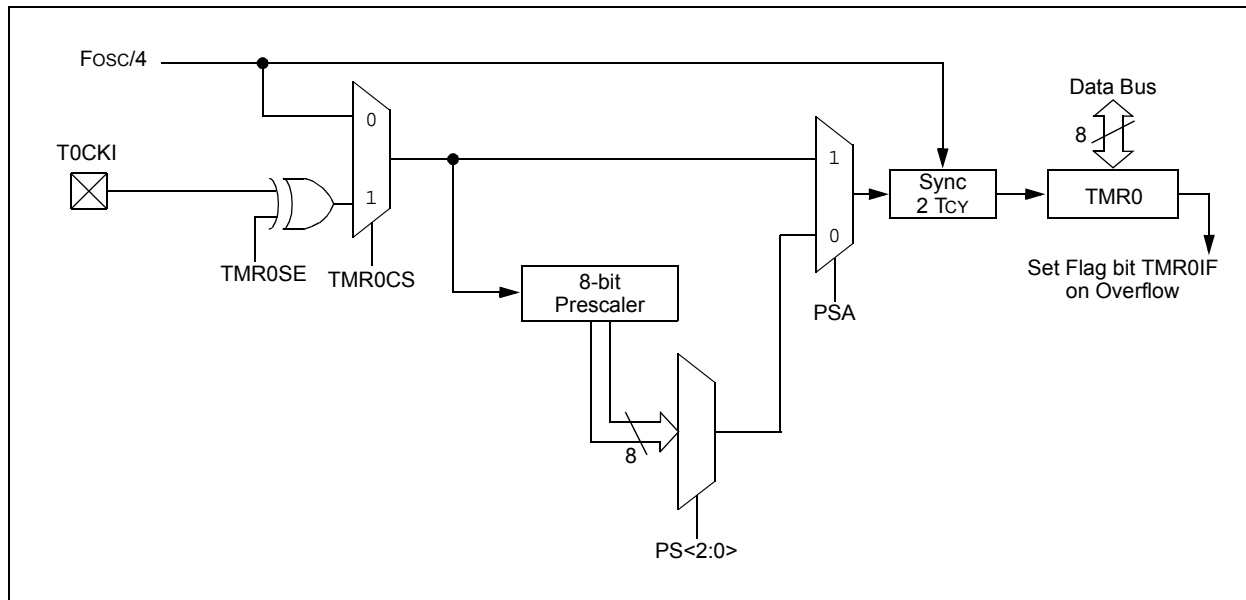 FOSC/4
Data Bus
8
0
T0CKI
1
1
Sync
2 TCY
TMR0
0
TMR0SE
TMR0CS
8-bit
Prescaler
Set Flag bit TMR0IF
on Overflow
PSA
8
PS<2:0>